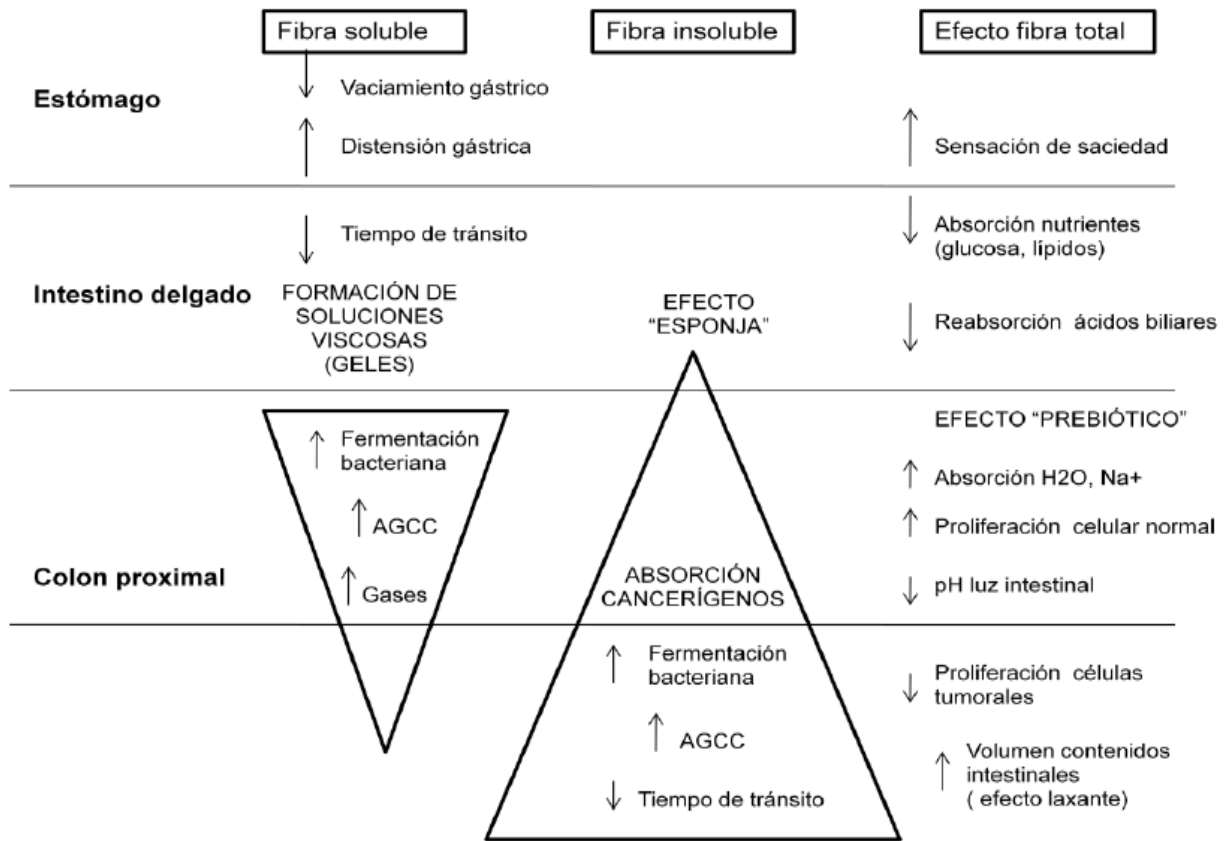 Fibra soluble
Fibra insoluble
Efecto fibra total
Estómago
↓ Vaciamiento gástrico
↑ Distensión gástrica
↑ Sensación de saciedad
Intestino delgado
↓ Tiempo de tránsito
FORMACIÓN DE
SOLUCIONES
VISCOSAS
(GELES)
EFECTO
“ESPONJA”
↓ Absorción nutrientes
(glucosa, lípidos)
↓ Reabsorción ácidos biliares
Colon proximal
↑ Fermentación
bacteriana
↑ AGCC
↑ Gases
ABSORCIÓN
CANCERÍGENOS
EFECTO “PREBIÓTICO”
↑ Absorción H2O, Na+
↑ Proliferación celular normal
↓ pH luz intestinal
↑ Fermentación
bacteriana
↑ AGCC
↓ Tiempo de tránsito
↓ Proliferación células
tumorales
↑ Volumen contenidos
intestinales
( efecto laxante)